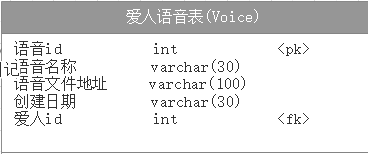 爱人语音表(Voice)
语音id int <pk>
语音名称 varchar(30)
语音文件地址 varchar(100)
创建日期 varchar(30)
爱人id int <fk>